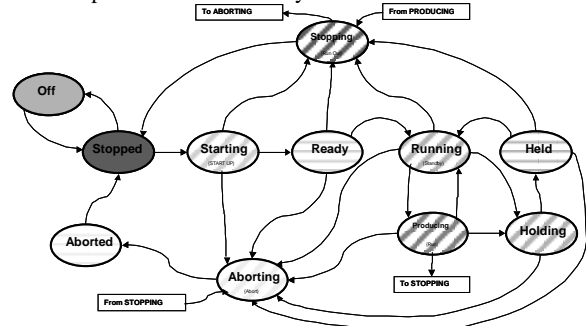 To ABORTING
From PRODUCING
Stopping
Off
Stopped
Starting
(START UP)
Ready
Running
(Standby)
Held
Producing
(Run)
Holding
Aborted
Aborting
(Abort)
From STOPPING
To STOPPING